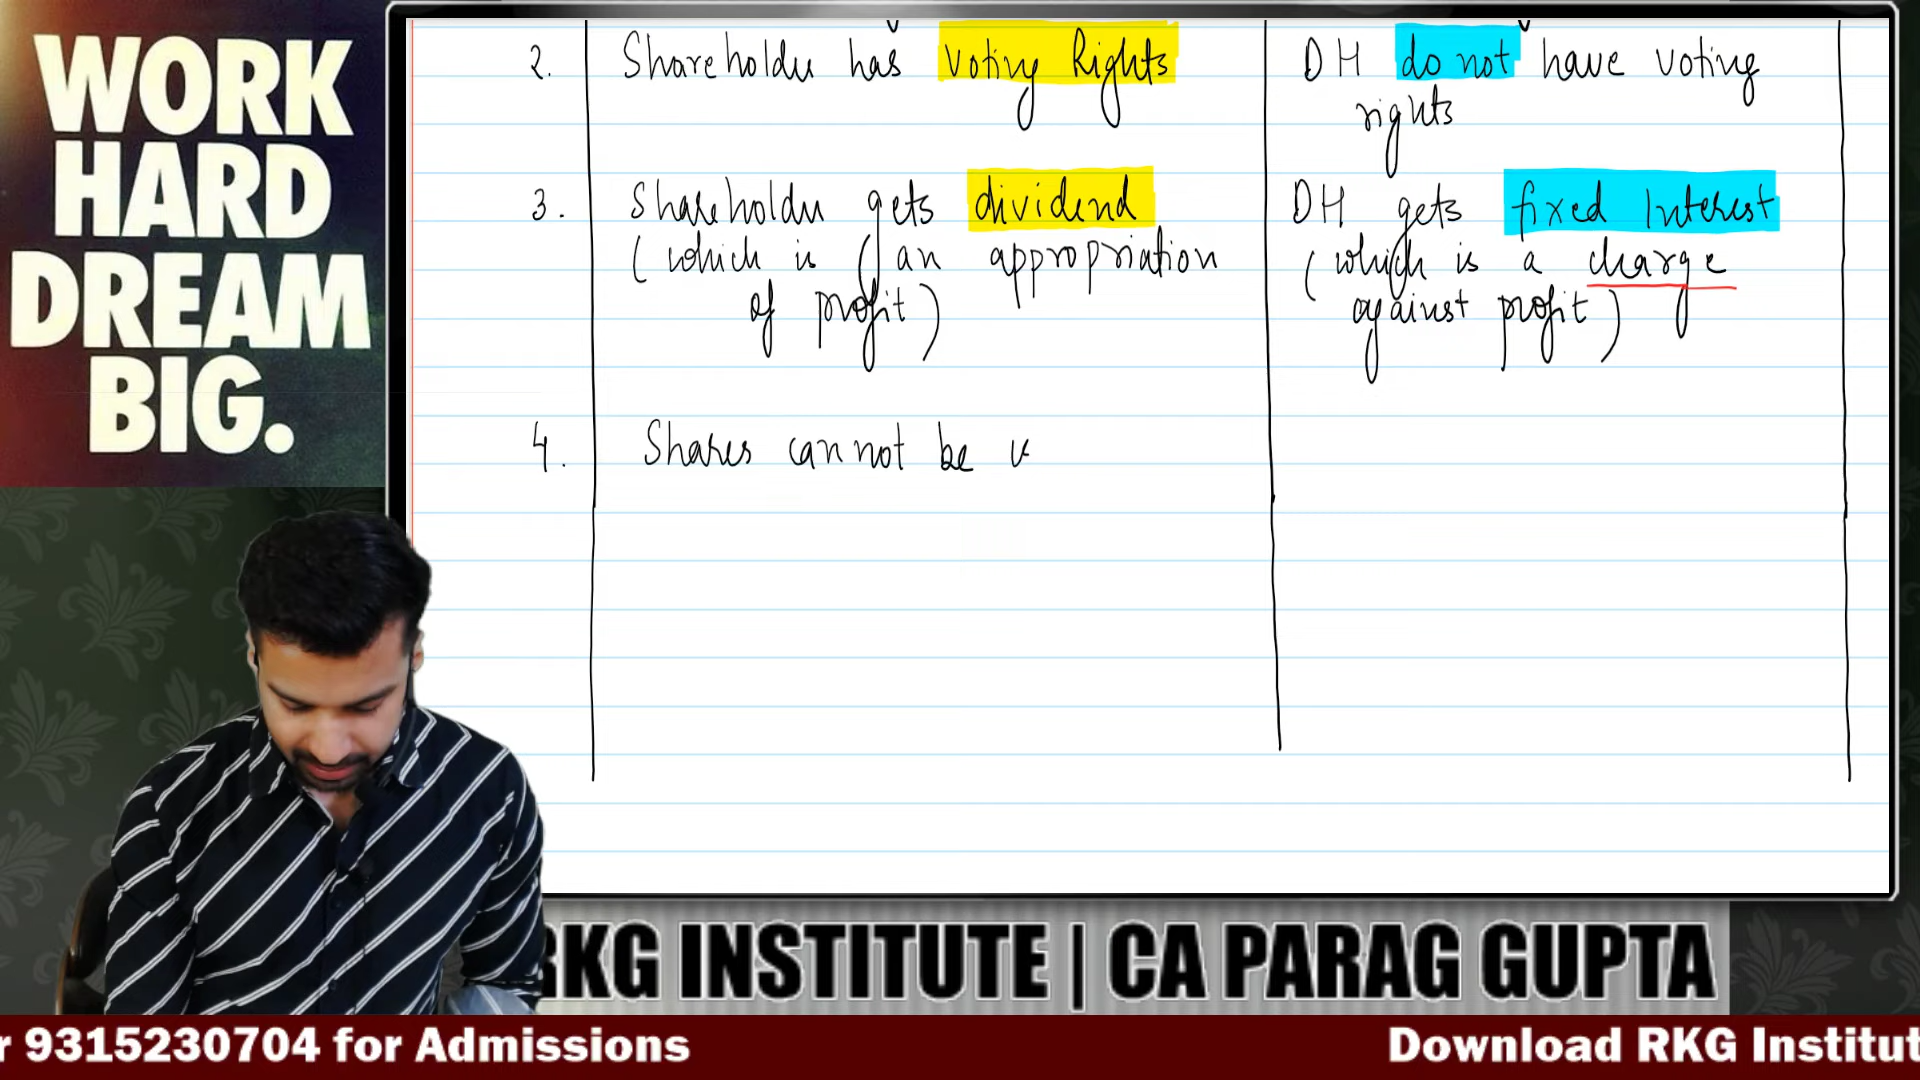 WORK
HARD
DREAM
BIG.
2. Shareholder has Voting Rights
DH do not have voting
rights
3. Shareholder gets dividend
(which is an appropriation
of profit)
DH gets fixed Interest
(which is a charge
against profit)
4. Shares cannot be
RKG INSTITUTE | CA PARAG GUPTA
r 9315230704 for Admissions
Download RKG Institut